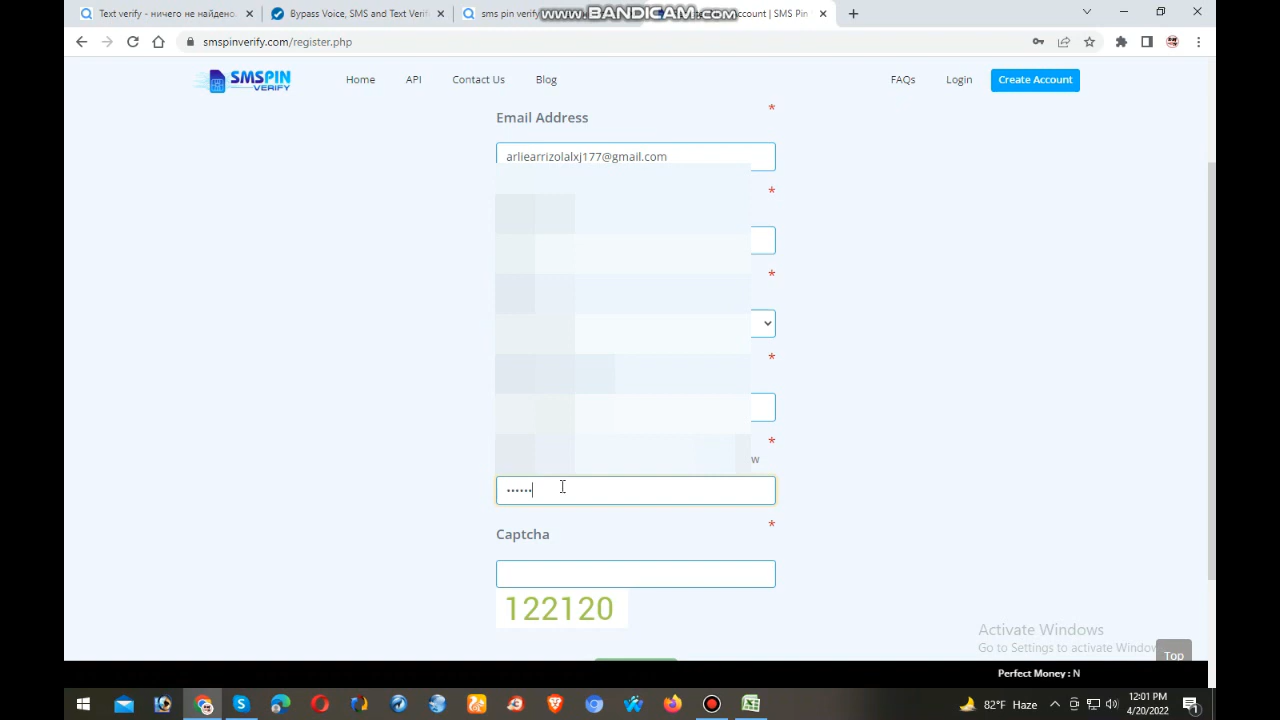 Text verify - ничего не найдено
Bypass Voice, SMS and Text Verif
sms pin verify
www.BANDICAM.com
ccount | SMS Pin
smspinverify.com/register.php
SMSPIN
VERIFY
Home
API
Contact Us
Blog
FAQs
Login
Create Account
Email Address
*
arliearrizolalxj177@gmail.com
*
*
*
*
w
••••••
Captcha
*
122120
Activate Windows
Go to Settings to activate Window
Top
Perfect Money : N
82°F Haze
12:01 PM
4/20/2022
1